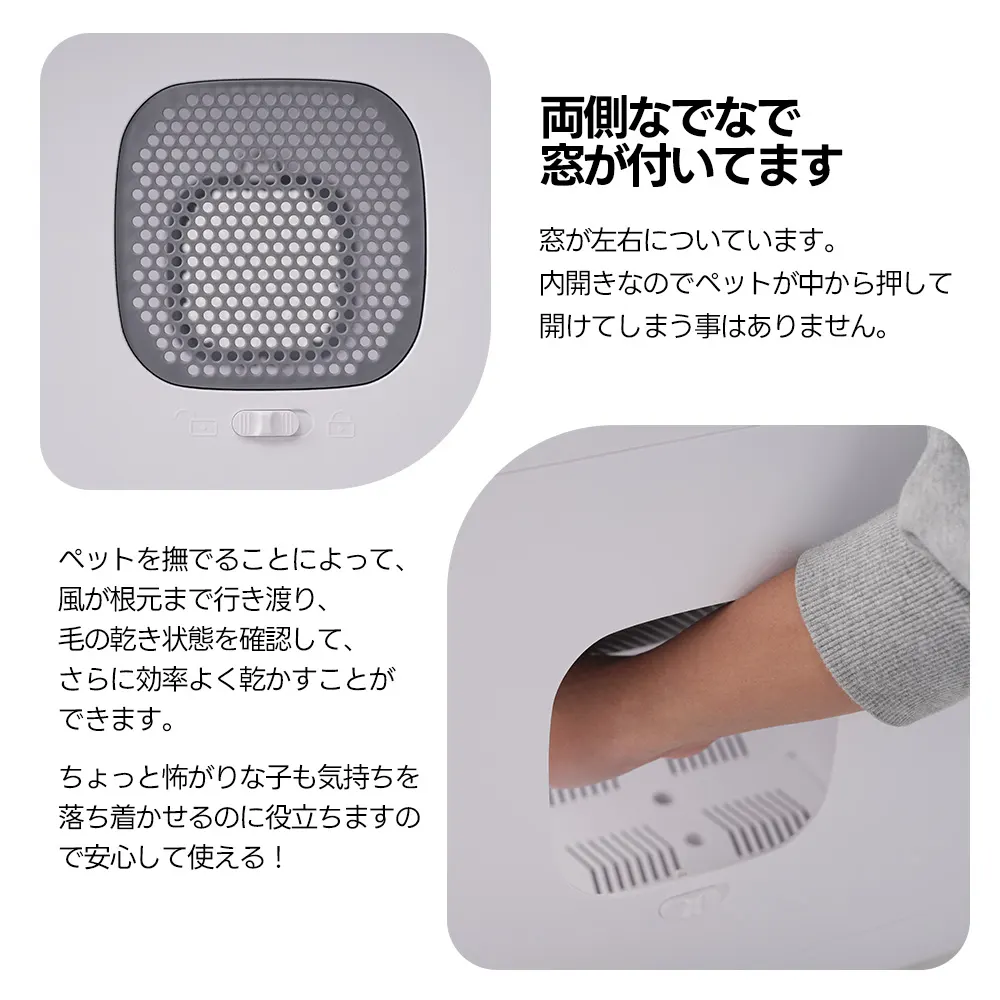 両側なでなで
窓が付いてます
窓が左右についています。
内開きなのでペットが中から押して
開けてしまう事はありません。
ペットを撫でることによって、
風が根元まで行き渡り、
毛の乾き状態を確認して、
さらに効率よく乾かすことが
できます。
ちょっと怖がりな子も気持ちを
落ち着かせるのに役立ちますの
で安心して使える！